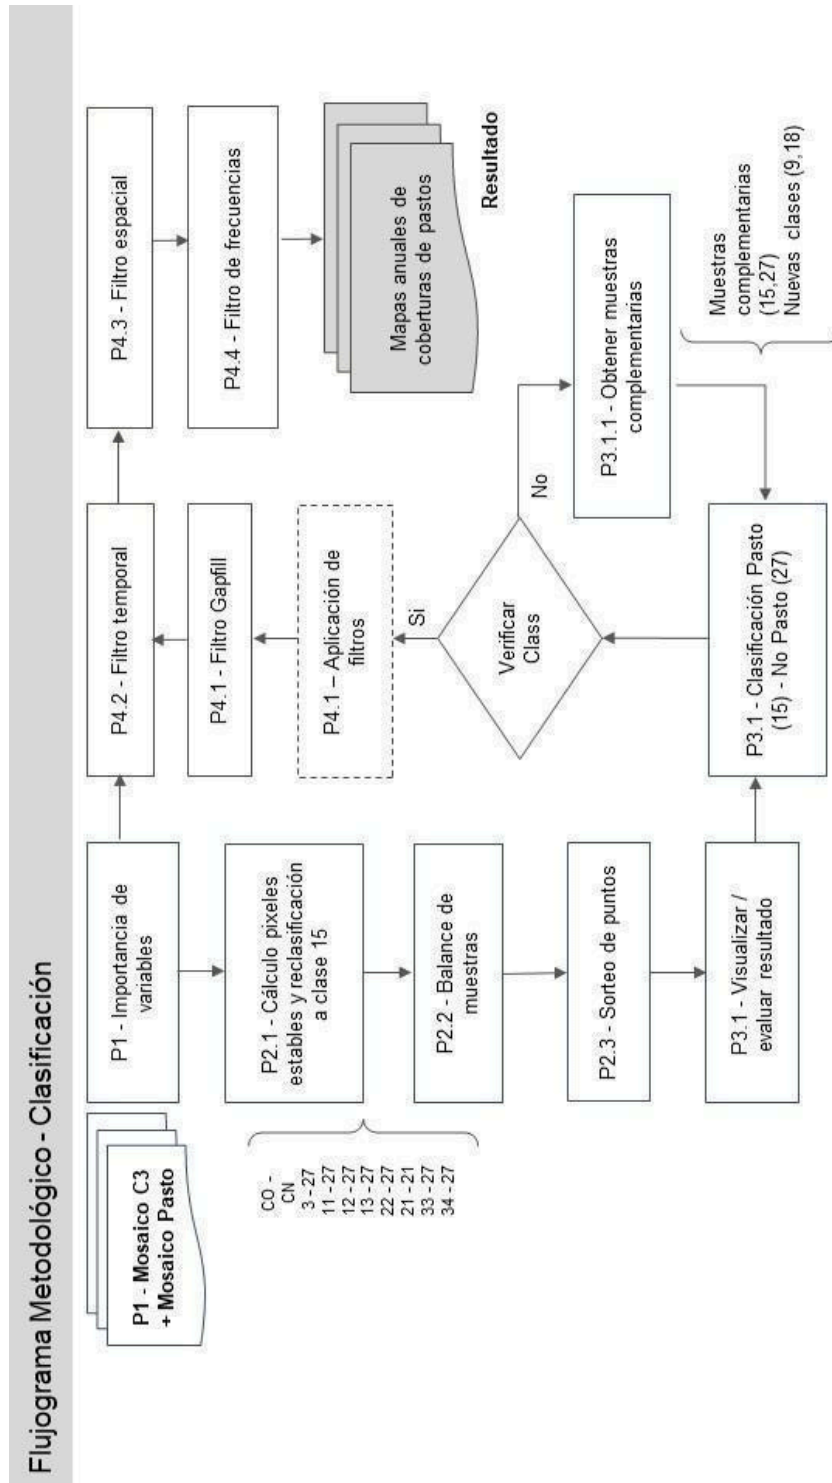 Flujograma Metodológico - Clasificación
P1 - Mosaico C3
+ Mosaico Pasto
P1 - Importancia de
variables
CO -
CN
3 - 27
11 - 27
12 - 27
13 - 27
22 - 27
21 - 21
33 - 27
34 - 27
P2.1 - Cálculo pixeles
estables y reclasificación
a clase 15
P2.2 - Balance de
muestras
P2.3 - Sorteo de puntos
P3.1 - Visualizar /
evaluar resultado
P3.1 - Clasificación Pasto
(15) - No Pasto (27)
Verificar
Class
No
P3.1.1 - Obtener muestras
complementarias
Muestras
complementarias
(15,27)
Nuevas clases (9,18)
Si
P4.1 – Aplicación de
filtros
P4.1 - Filtro Gapfill
P4.2 - Filtro temporal
P4.3 - Filtro espacial
P4.4 - Filtro de frecuencias
Mapas anuales de
coberturas de pastos
Resultado